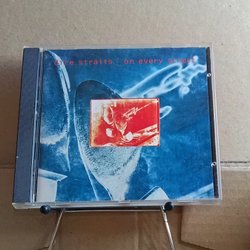 dire straits : on every street